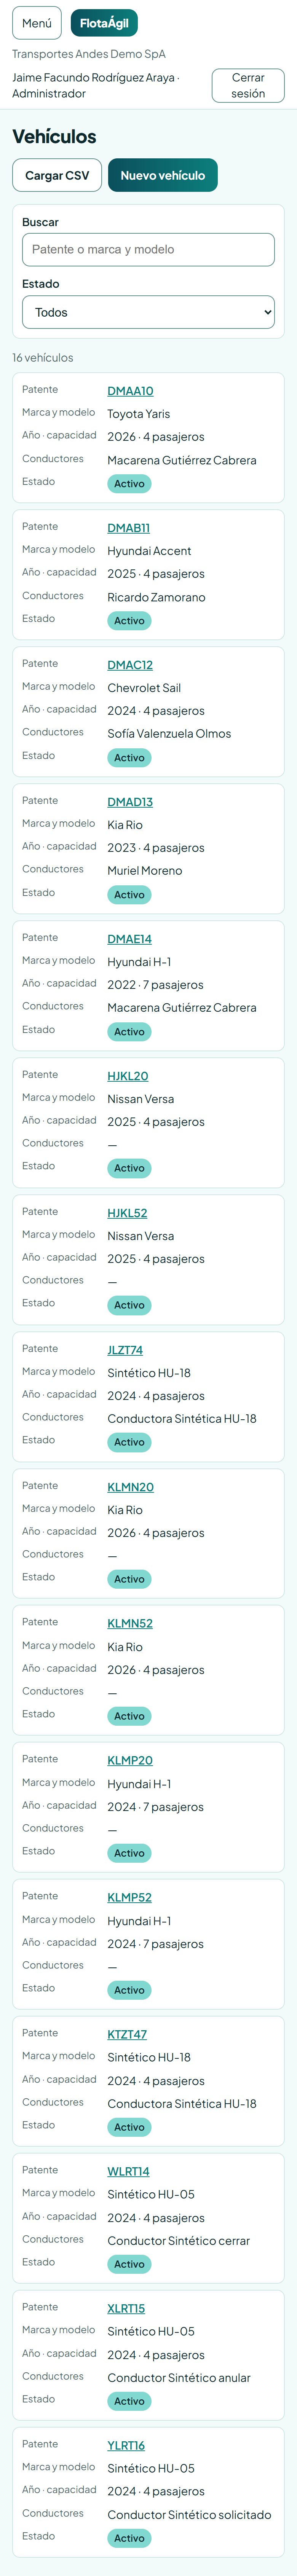 Menú
FlotaÁgil
Transportes Andes Demo SpA
Jaime Facundo Rodríguez Araya ·
Administrador
Cerrar
sesión
Vehículos
Cargar CSV
Nuevo vehículo
Buscar
Patente o marca y modelo
Estado
Todos
16 vehículos
Patente DMAA10
Marca y modelo Toyota Yaris
Año · capacidad 2026 · 4 pasajeros
Conductores Macarena Gutiérrez Cabrera
Estado Activo
Patente DMAB11
Marca y modelo Hyundai Accent
Año · capacidad 2025 · 4 pasajeros
Conductores Ricardo Zamorano
Estado Activo
Patente DMAC12
Marca y modelo Chevrolet Sail
Año · capacidad 2024 · 4 pasajeros
Conductores Sofía Valenzuela Olmos
Estado Activo
Patente DMAD13
Marca y modelo Kia Rio
Año · capacidad 2023 · 4 pasajeros
Conductores Muriel Moreno
Estado Activo
Patente DMAE14
Marca y modelo Hyundai H-1
Año · capacidad 2022 · 7 pasajeros
Conductores Macarena Gutiérrez Cabrera
Estado Activo
Patente HJKL20
Marca y modelo Nissan Versa
Año · capacidad 2025 · 4 pasajeros
Conductores —
Estado Activo
Patente HJKL52
Marca y modelo Nissan Versa
Año · capacidad 2025 · 4 pasajeros
Conductores —
Estado Activo
Patente JLZT74
Marca y modelo Sintético HU-18
Año · capacidad 2024 · 4 pasajeros
Conductores Conductora Sintética HU-18
Estado Activo
Patente KLMN20
Marca y modelo Kia Rio
Año · capacidad 2026 · 4 pasajeros
Conductores —
Estado Activo
Patente KLMN52
Marca y modelo Kia Rio
Año · capacidad 2026 · 4 pasajeros
Conductores —
Estado Activo
Patente KLMP20
Marca y modelo Hyundai H-1
Año · capacidad 2024 · 7 pasajeros
Conductores —
Estado Activo
Patente KLMP52
Marca y modelo Hyundai H-1
Año · capacidad 2024 · 7 pasajeros
Conductores —
Estado Activo
Patente KTZT47
Marca y modelo Sintético HU-18
Año · capacidad 2024 · 4 pasajeros
Conductores Conductora Sintética HU-18
Estado Activo
Patente WLRT14
Marca y modelo Sintético HU-05
Año · capacidad 2024 · 4 pasajeros
Conductores Conductor Sintético cerrar
Estado Activo
Patente XLRT15
Marca y modelo Sintético HU-05
Año · capacidad 2024 · 4 pasajeros
Conductores Conductor Sintético anular
Estado Activo
Patente YLRT16
Marca y modelo Sintético HU-05
Año · capacidad 2024 · 4 pasajeros
Conductores Conductor Sintético solicitado
Estado Activo